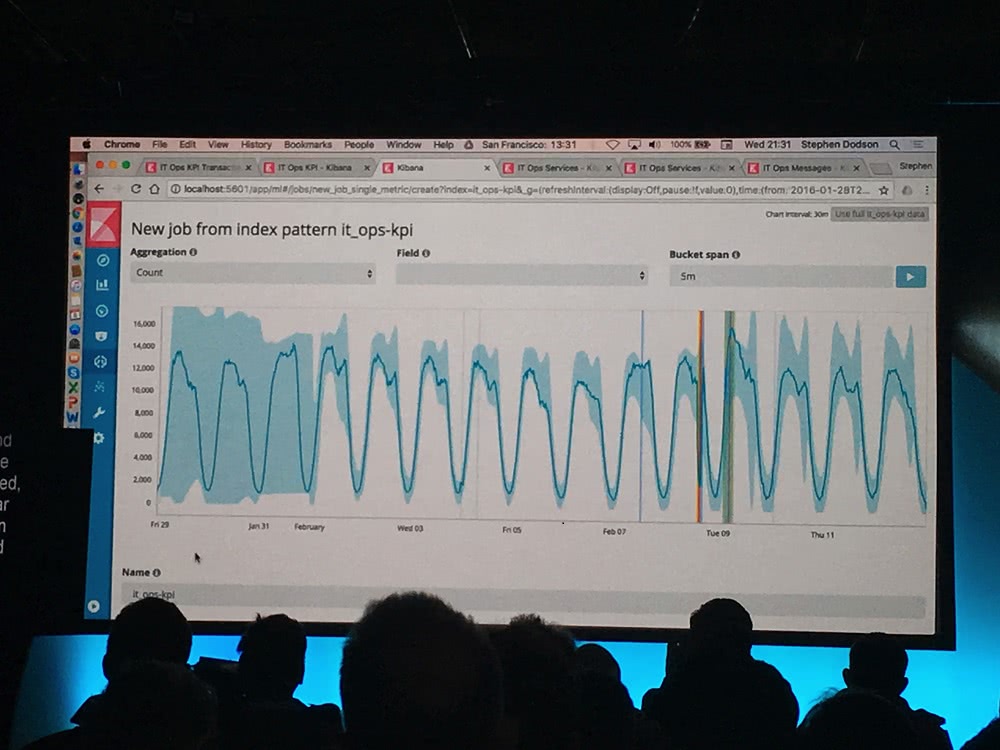 Chrome File Edit View History Bookmarks People Window Help San Francisco: 13:31 100% Wed 21:31 Stephen Dodson
IT Ops KPI Transac IT Ops KPI - Kibana Kibana IT Ops Services - Ki IT Ops Services - Ki IT Ops Messages - Ki Stephen
localhost:5601/app/ml#/jobs/new_job_single_metric/create?index=it_ops-kpi&_g=(refreshInterval:(display:Off,pause:!f,value:0),time:(from:'2016-01-28T2...
Chart interval: 30m Use full it_ops-kpi data
New job from index pattern it_ops-kpi
Aggregation Field Bucket span
Count 5m
16,000
14,000
12,000
10,000
8,000
6,000
4,000
2,000
0
Fri 29 Jan 31 February Wed 03 Fri 05 Feb 07 Tue 09 Thu 11
Name
it_ops-kpi
nd
e
ed,
ar
n
d